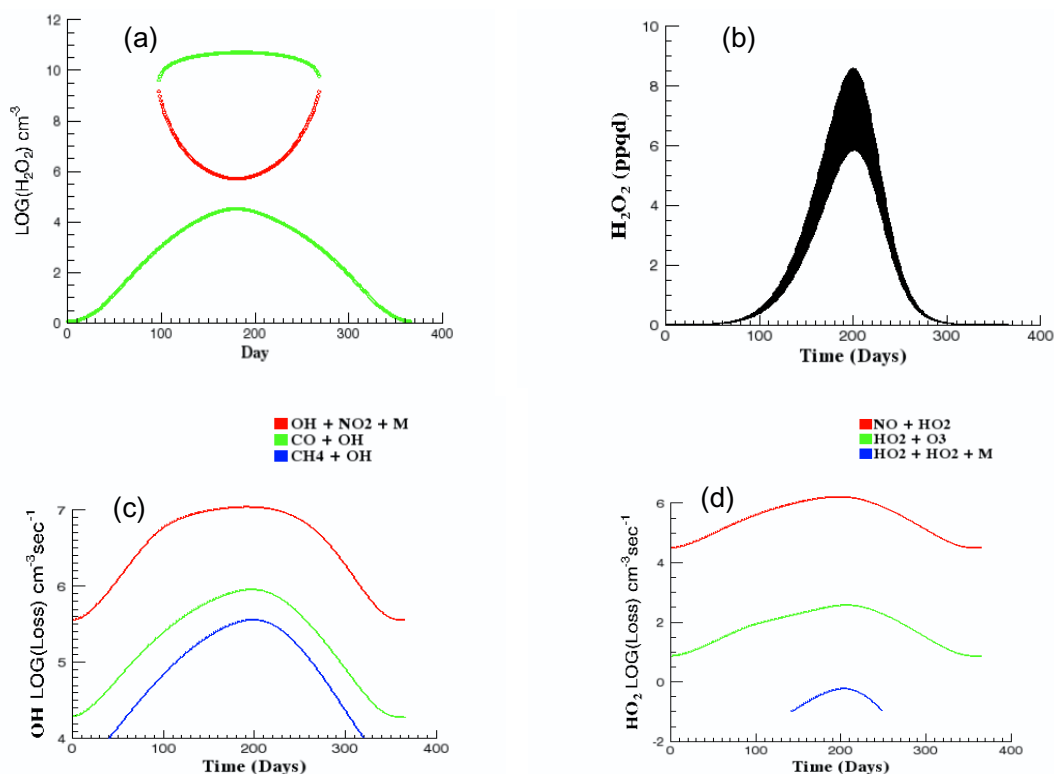 (a)
12
10
8
6
4
2
0
LOG(H₂O₂) cm⁻³
0 100 200 300 400
Day
(b)
10
8
6
4
2
0
H₂O₂ (ppqd)
0 100 200 300 400
Time (Days)
OH + NO2 + M
CO + OH
CH4 + OH
(c)
7
6
5
4
OH LOG(Loss) cm⁻³sec⁻¹
0 100 200 300 400
Time (Days)
NO + HO2
HO2 + O3
HO2 + HO2 + M
(d)
6
4
2
0
-2
HO₂ LOG(Loss) cm⁻³sec⁻¹
0 100 200 300 400
Time (Days)